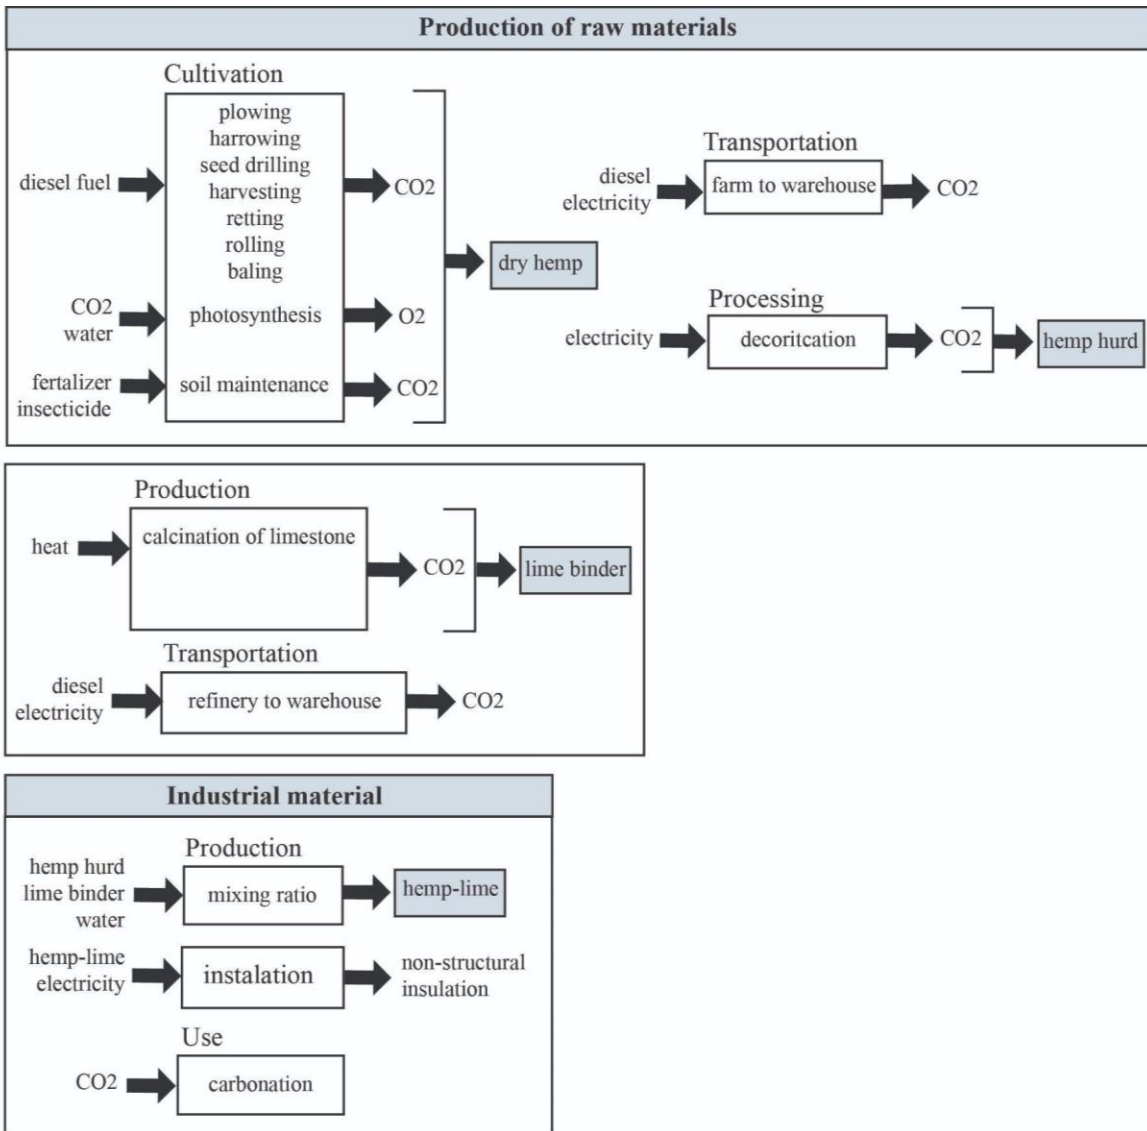 Production of raw materials
Cultivation
plowing
harrowing
seed drilling
harvesting
retting
rolling
baling
diesel fuel
CO2
dry hemp
CO2
water
photosynthesis
O2
fertalizer
insecticide
soil maintenance
CO2
Transportation
diesel
electricity
farm to warehouse
CO2
Processing
electricity
decoritcation
CO2
hemp hurd
Production
heat
calcination of limestone
CO2
lime binder
Transportation
diesel
electricity
refinery to warehouse
CO2
Industrial material
Production
hemp hurd
lime binder
water
mixing ratio
hemp-lime
hemp-lime
electricity
instalation
non-structural
insulation
Use
CO2
carbonation